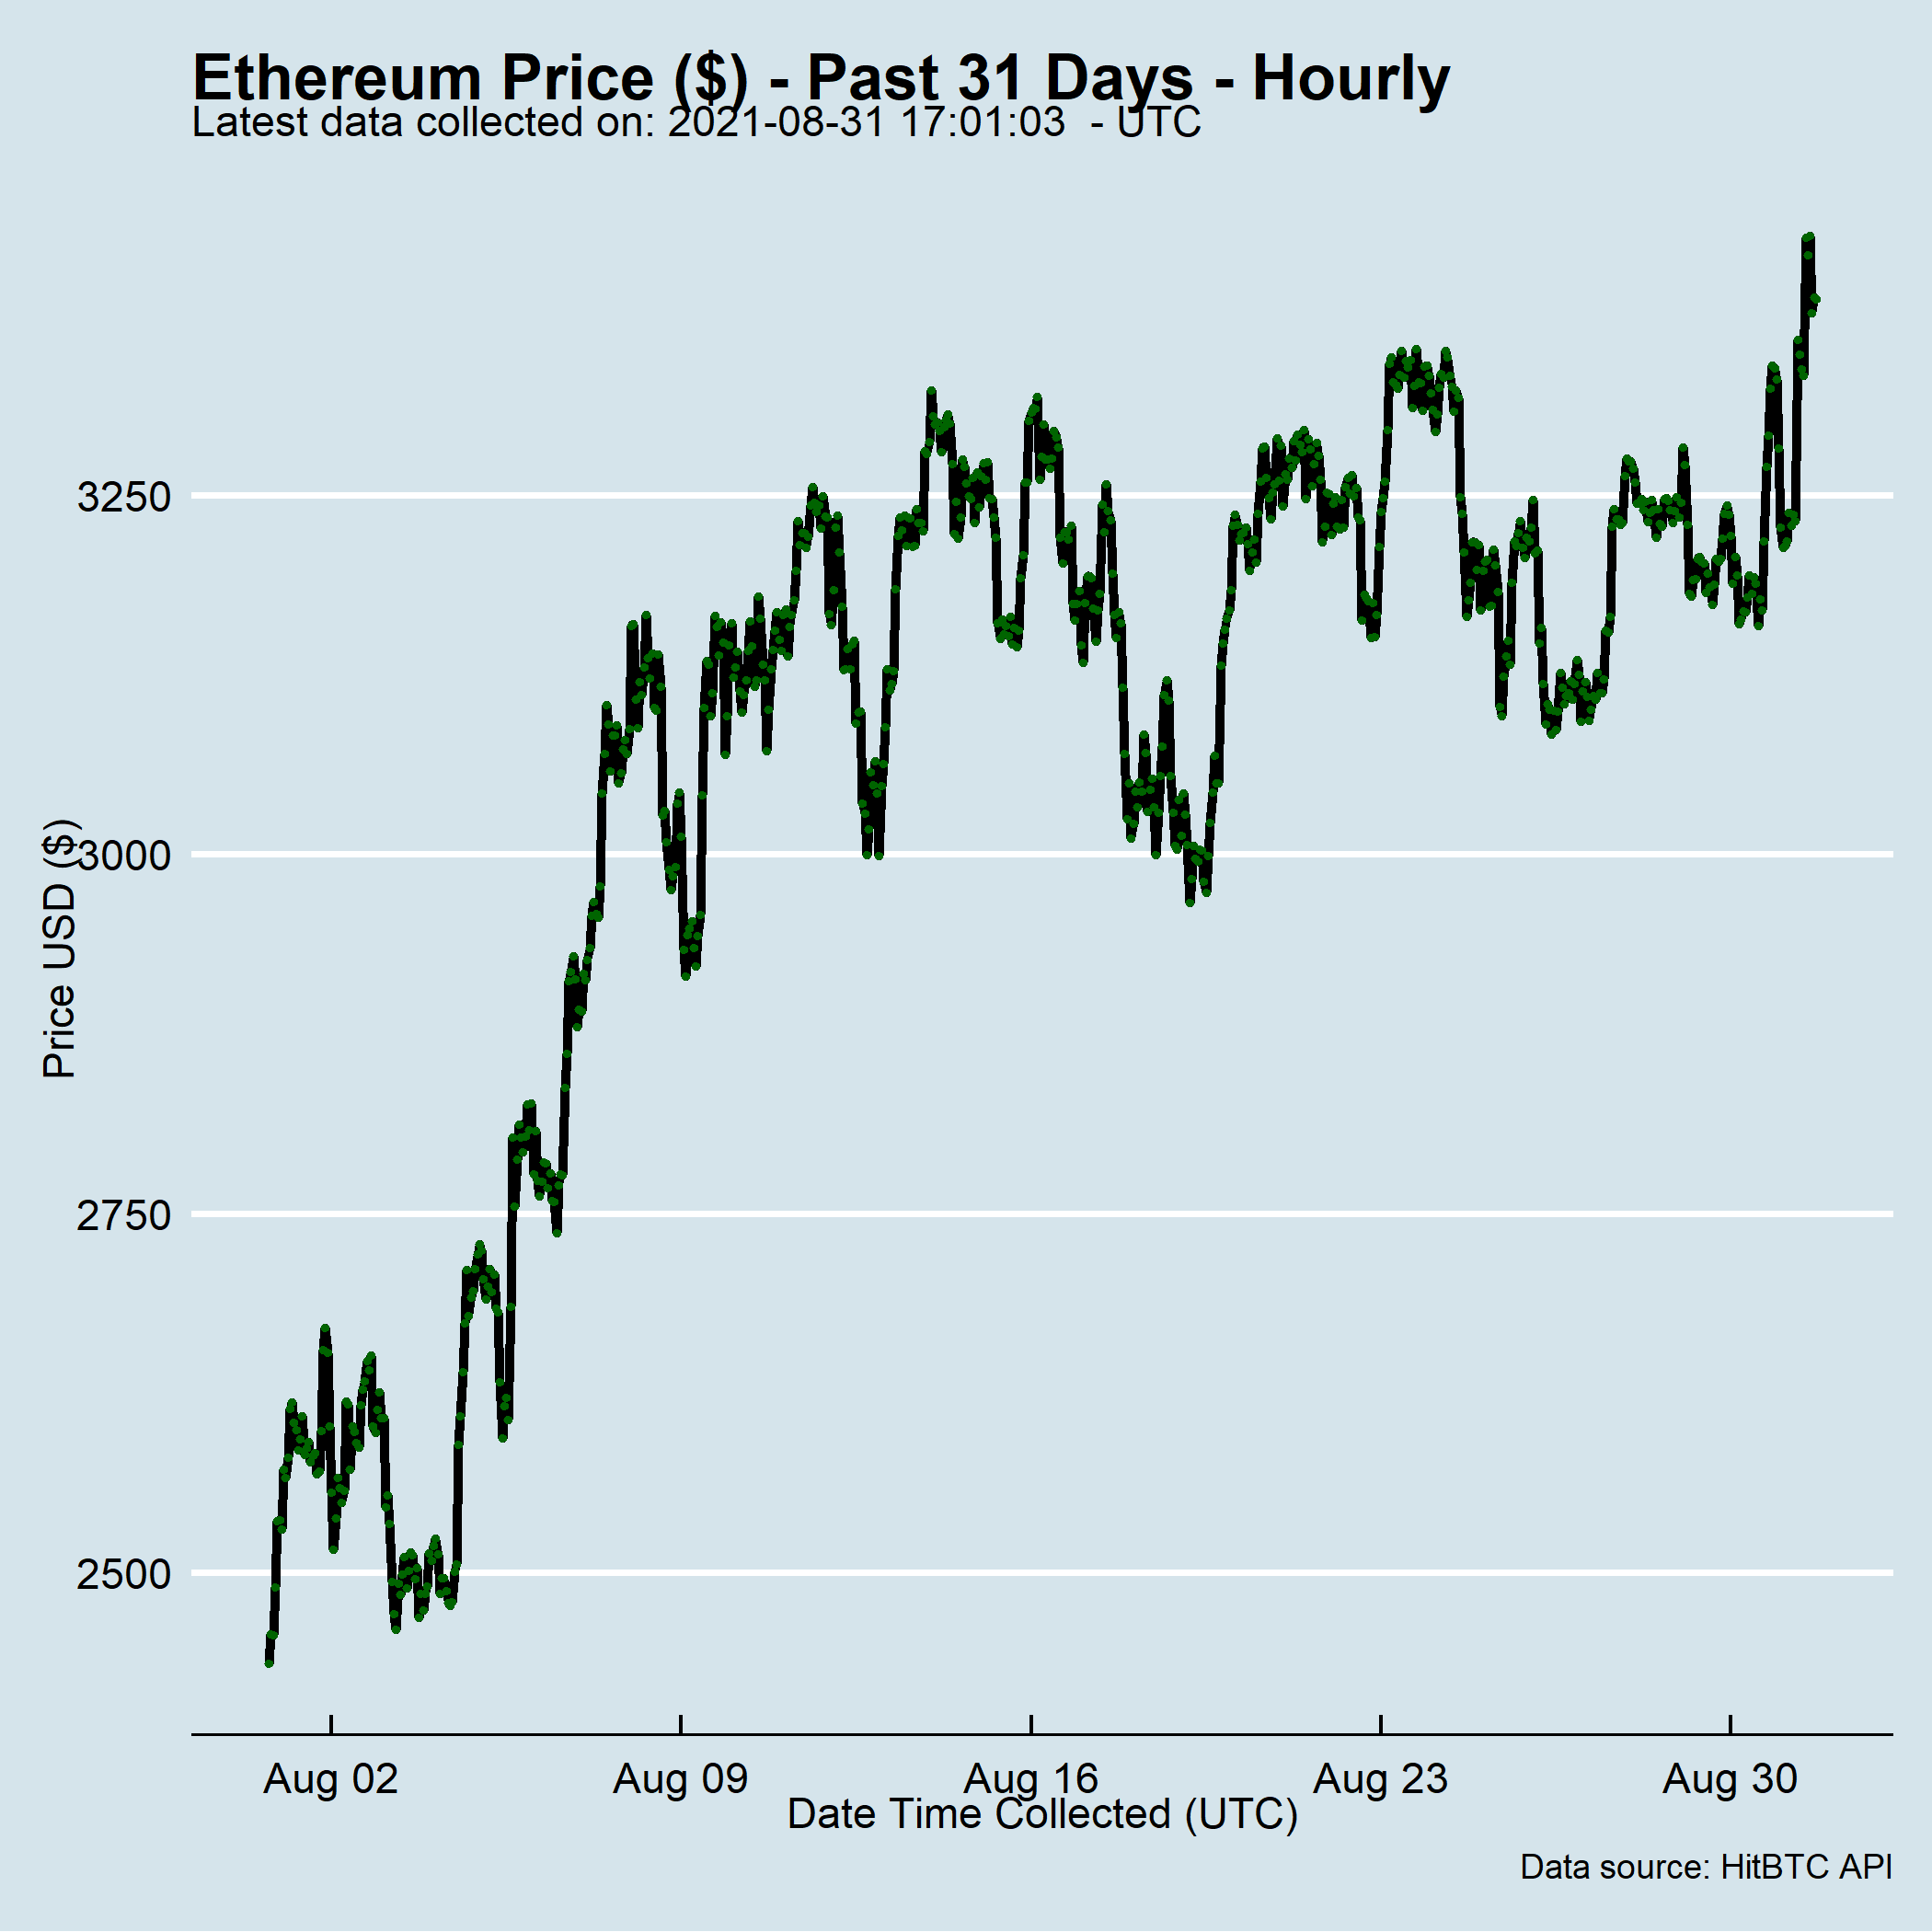 Ethereum Price ($) - Past 31 Days - Hourly
Latest data collected on: 2021-08-31 17:01:03  - UTC
Price USD ($)
3250
3000
2750
2500
Aug 02
Aug 09
Aug 16
Aug 23
Aug 30
Date Time Collected (UTC)
Data source: HitBTC API